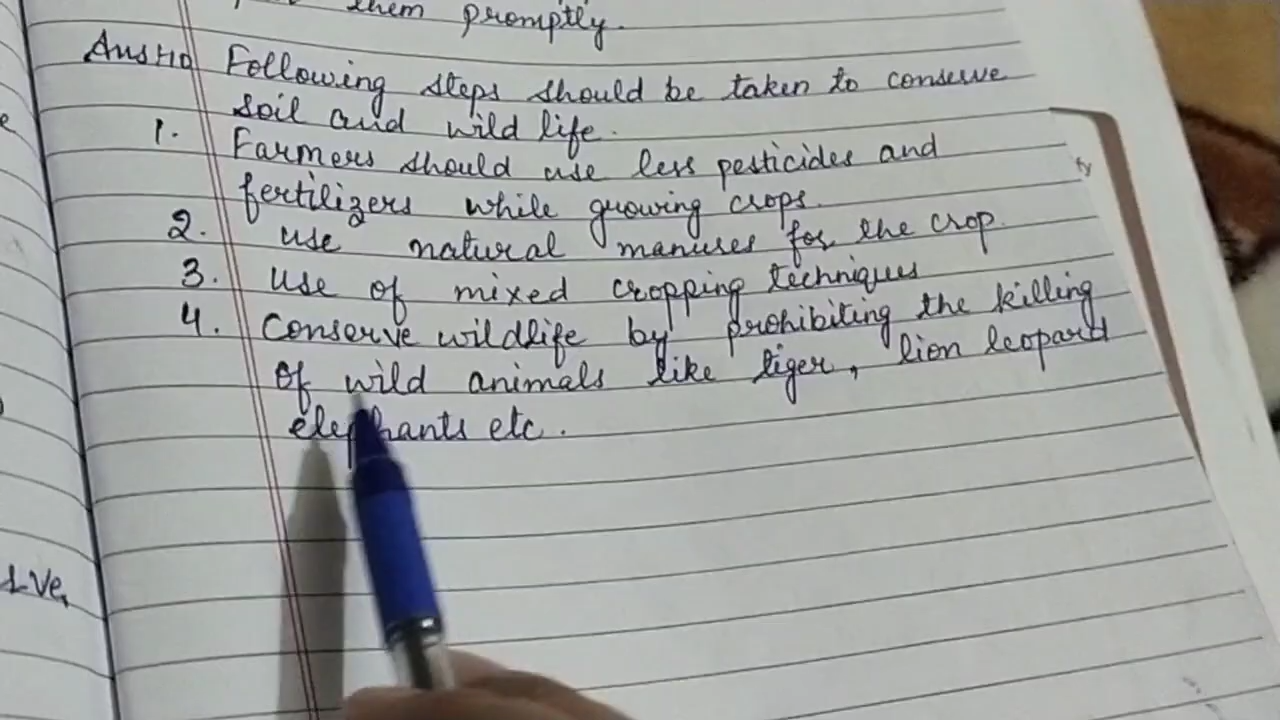 them promptly.
Ans 10 Following steps should be taken to conserve
soil and wild life.
1. Farmers should use less pesticides and
fertilizers while growing crops.
2. use natural manures for the crop.
3. Use of mixed cropping techniques
4. Conserve wildlife by prohibiting the killing
of wild animals like tiger, lion leopard
elephants etc.